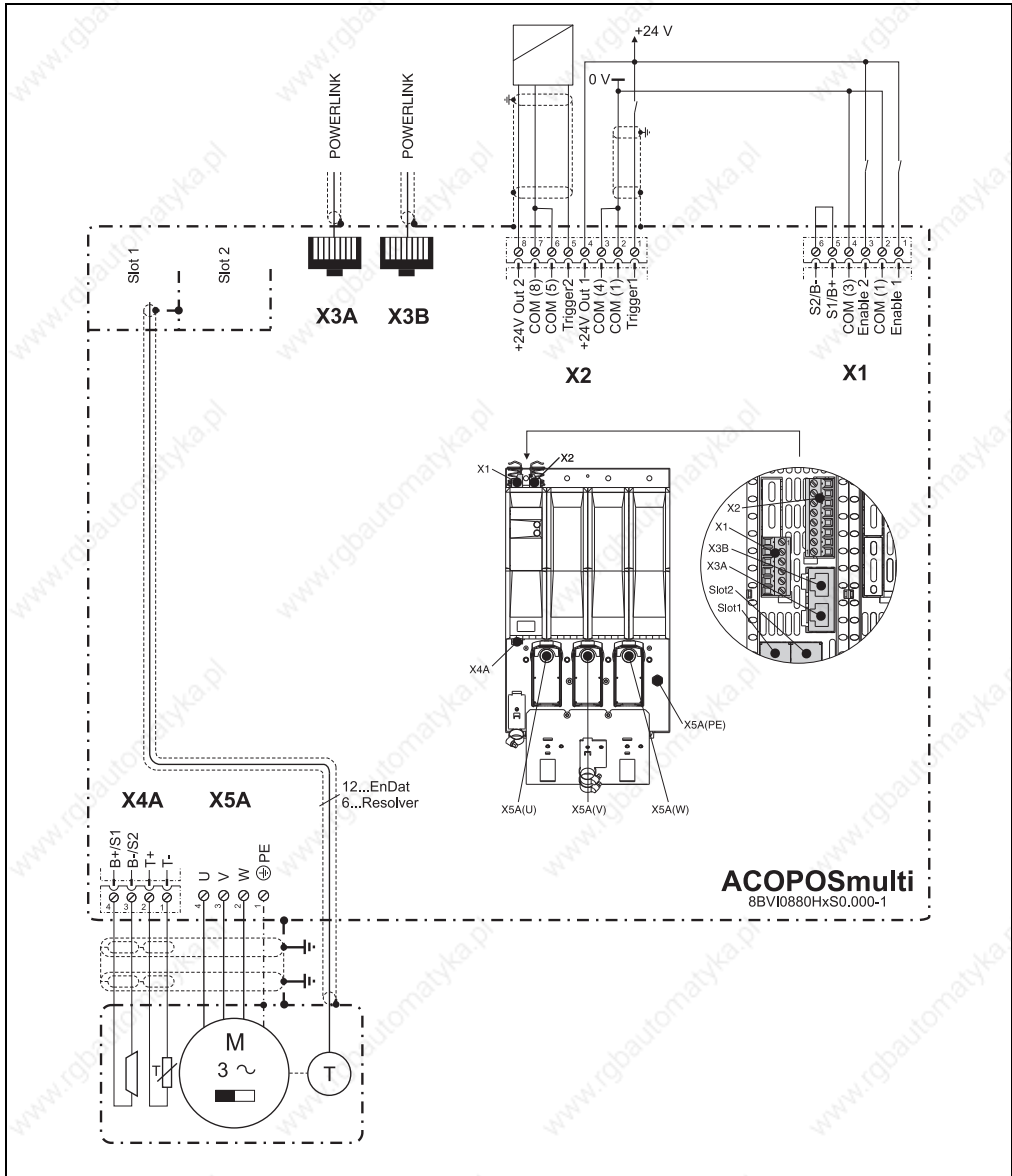 +24 V
0 V
POWERLINK
POWERLINK
Slot 1
Slot 2
X3A
X3B
8
7
6
5
4
3
2
1
+24V Out 2
COM (8)
COM (5)
Trigger2
+24V Out 1
COM (4)
COM (1)
Trigger1
X2
6
5
4
3
2
1
S2/B-
S1/B+
COM (3)
Enable 2
COM (1)
Enable 1
X1
X1
X2
X4A
X5A(PE)
X5A(U)
X5A(V)
X5A(W)
X2
X1
X3B
X3A
Slot2
Slot1
12...EnDat
6...Resolver
X4A
X5A
B+/S1
B-/S2
T+
T-
4
3
2
1
U
V
W
PE
4
3
2
1
ACOPOSmulti
8BVI0880HxS0.000-1
T
M
3 ~
T
www.rgbautomatyka.pl